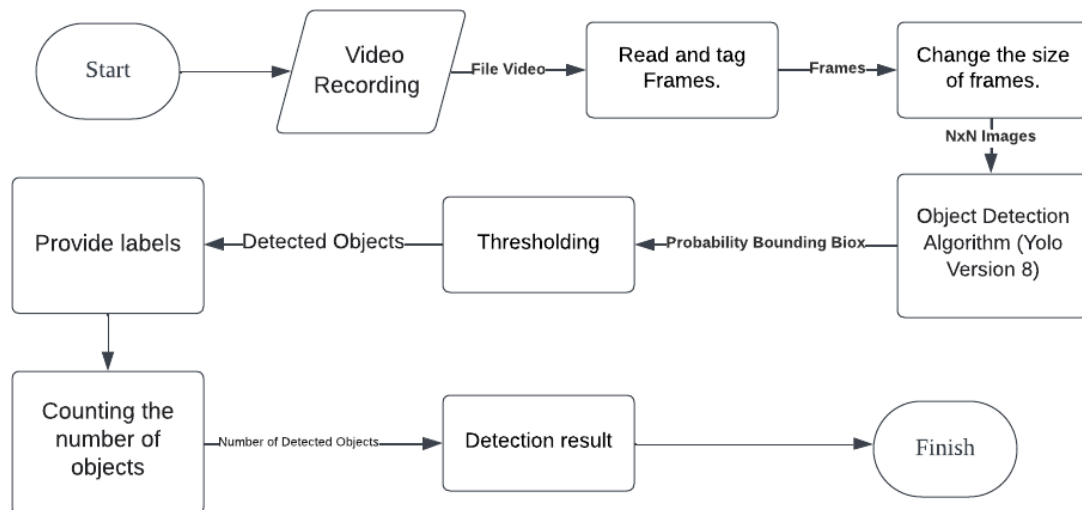 Start
Video
Recording
File Video
Read and tag
Frames.
Frames
Change the size
of frames.
NxN Images
Object Detection
Algorithm (Yolo
Version 8)
Probability Bounding Biox
Thresholding
Detected Objects
Provide labels
Counting the
number of
objects
Number of Detected Objects
Detection result
Finish